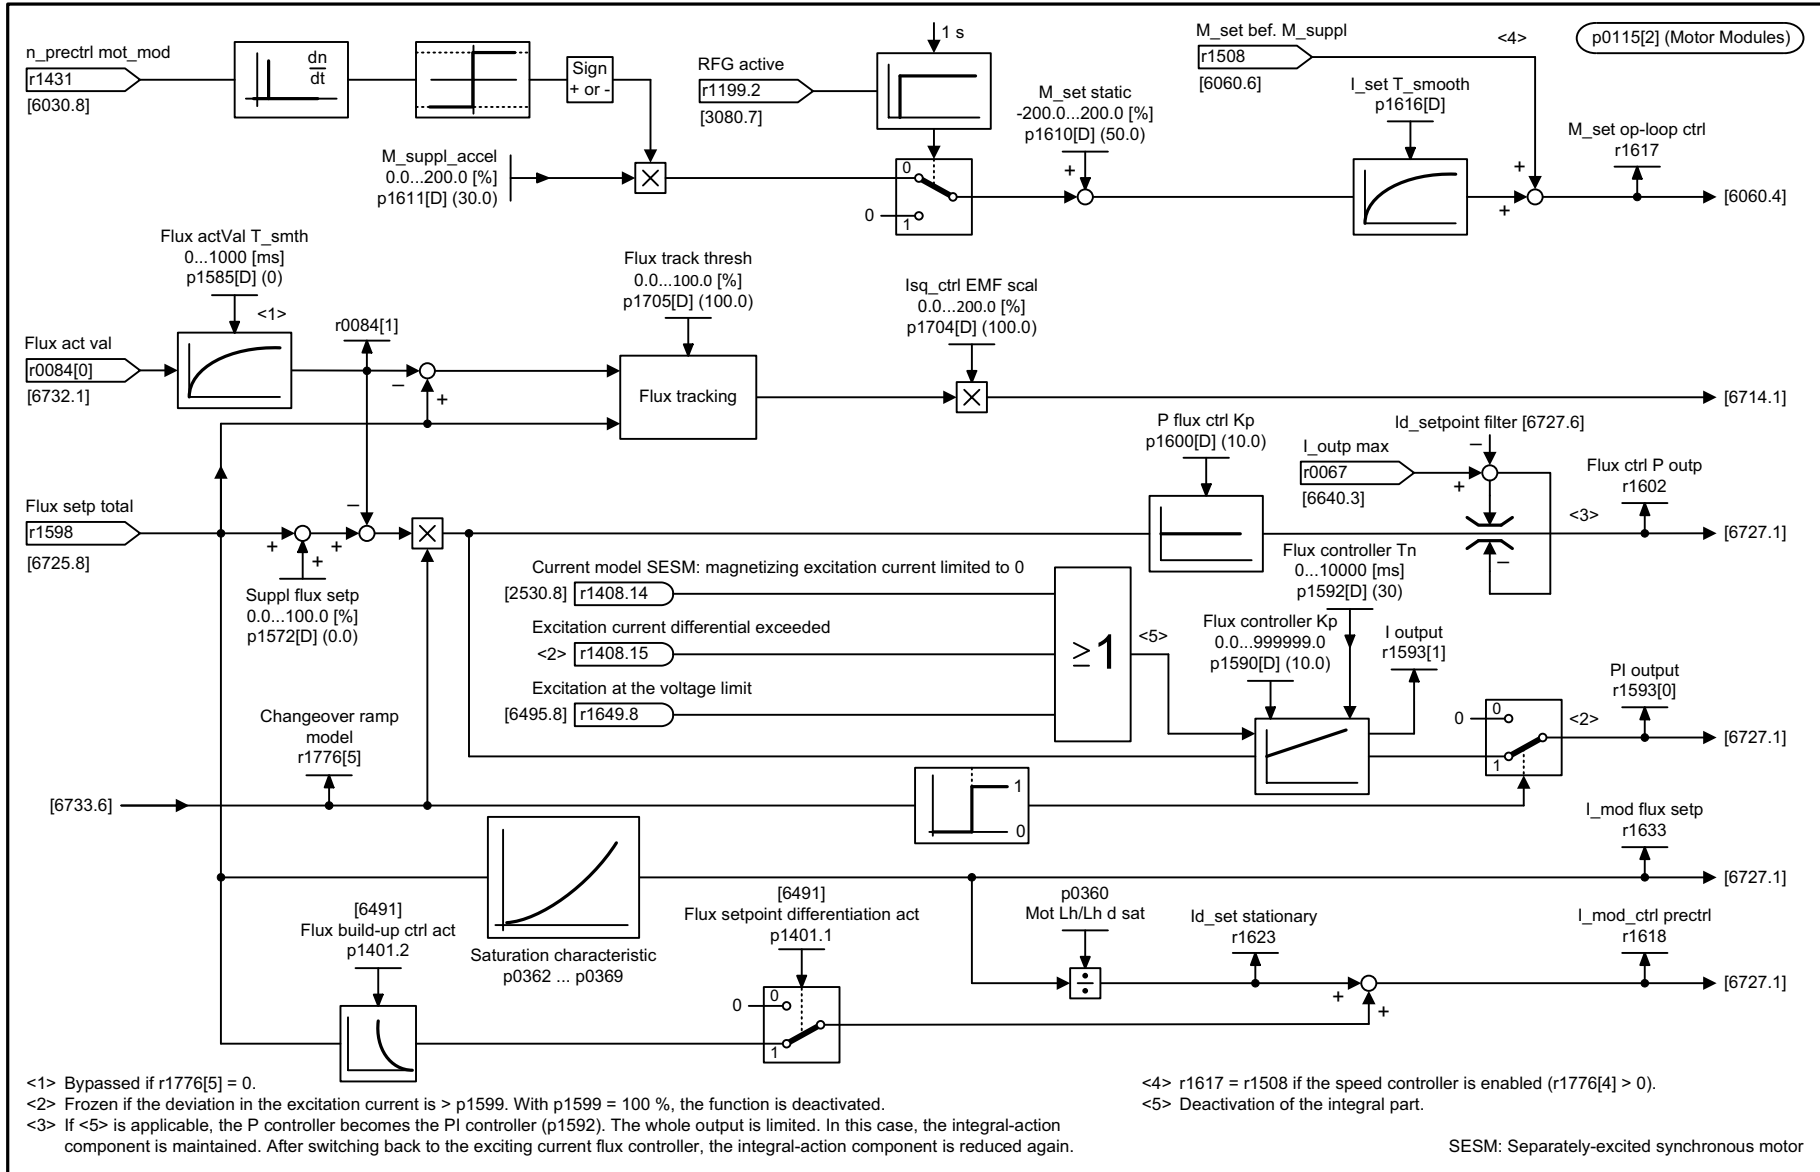 n_prectrl mot_mod
r1431
[6030.8]
dn
dt
Sign
+ or -
1 s
RFG active
r1199.2
[3080.7]
M_set bef. M_suppl
r1508
[6060.6]
<4>
p0115[2] (Motor Modules)
M_suppl_accel
0.0...200.0 [%]
p1611[D] (30.0)
0
0
1
M_set static
-200.0...200.0 [%]
p1610[D] (50.0)
+
I_set T_smooth
p1616[D]
+
+
M_set op-loop ctrl
r1617
[6060.4]
Flux actVal T_smth
0...1000 [ms]
p1585[D] (0)
<1>
Flux act val
r0084[0]
[6732.1]
r0084[1]
–
+
Flux track thresh
0.0...100.0 [%]
p1705[D] (100.0)
Flux tracking
Isq_ctrl EMF scal
0.0...200.0 [%]
p1704[D] (100.0)
[6714.1]
P flux ctrl Kp
p1600[D] (10.0)
Id_setpoint filter [6727.6]
I_outp max
r0067
[6640.3]
–
+
–
<3>
Flux ctrl P outp
r1602
[6727.1]
Flux setp total
r1598
[6725.8]
+
+
+
–
Suppl flux setp
0.0...100.0 [%]
p1572[D] (0.0)
Current model SESM: magnetizing excitation current limited to 0
[2530.8] r1408.14
Excitation current differential exceeded
<2> r1408.15
Excitation at the voltage limit
[6495.8] r1649.8
≥1
<5>
Flux controller Tn
0...10000 [ms]
p1592[D] (30)
Flux controller Kp
0.0...999999.0
p1590[D] (10.0)
I output
r1593[1]
0
0
1
<2>
PI output
r1593[0]
[6727.1]
Changeover ramp
model
r1776[5]
[6733.6]
1
0
I_mod flux setp
r1633
[6727.1]
Saturation characteristic
p0362 ... p0369
[6491]
Flux build-up ctrl act
p1401.2
[6491]
Flux setpoint differentiation act
p1401.1
0
0
1
p0360
Mot Lh/Lh d sat
Id_set stationary
r1623
+
+
I_mod_ctrl prectrl
r1618
[6727.1]
<1> Bypassed if r1776[5] = 0.
<2> Frozen if the deviation in the excitation current is > p1599. With p1599 = 100 %, the function is deactivated.
<3> If <5> is applicable, the P controller becomes the PI controller (p1592). The whole output is limited. In this case, the integral-action
component is maintained. After switching back to the exciting current flux controller, the integral-action component is reduced again.
<4> r1617 = r1508 if the speed controller is enabled (r1776[4] > 0).
<5> Deactivation of the integral part.
SESM: Separately-excited synchronous motor